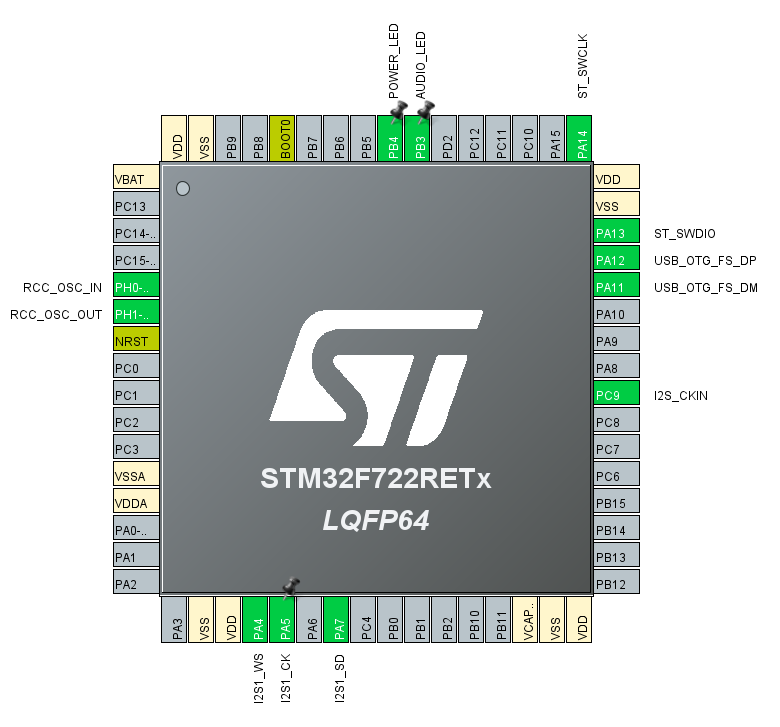 POWER_LED
AUDIO_LED
ST_SWCLK
VDD
VSS
PB9
PB8
BOOT0
PB7
PB6
PB5
PB4
PB3
PD2
PC12
PC11
PC10
PA15
PA14
VBAT
PC13
PC14-..
PC15-..
RCC_OSC_IN PH0-..
RCC_OSC_OUT PH1-..
NRST
PC0
PC1
PC2
PC3
VSSA
VDDA
PA0-..
PA1
PA2
ST
STM32F722RETx
LQFP64
VDD
VSS
PA13 ST_SWDIO
PA12 USB_OTG_FS_DP
PA11 USB_OTG_FS_DM
PA10
PA9
PA8
PC9 I2S_CKIN
PC8
PC7
PC6
PB15
PB14
PB13
PB12
PA3
VSS
VDD
PA4
PA5
PA6
PA7
PC4
PB0
PB1
PB2
PB10
PB11
VCAP..
VSS
VDD
I2S1_WS
I2S1_CK
I2S1_SD